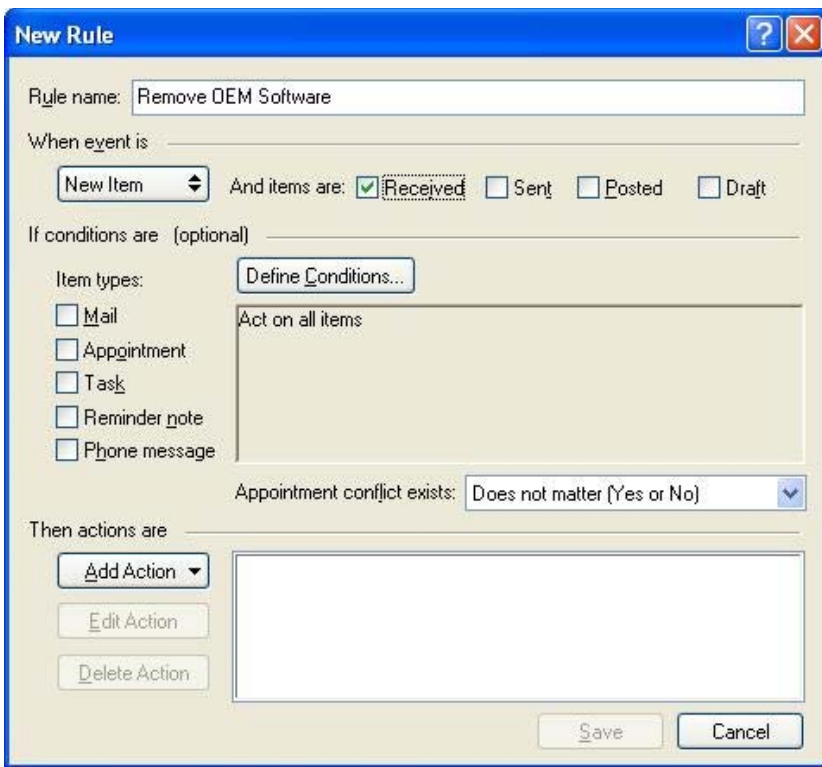 New Rule
Rule name: Remove OEM Software
When event is
New Item And items are: Received Sent Posted Draft
If conditions are (optional)
Item types: Define Conditions...
Mail Act on all items
Appointment
Task
Reminder note
Phone message
Appointment conflict exists: Does not matter (Yes or No)
Then actions are
Add Action
Edit Action
Delete Action
Save Cancel